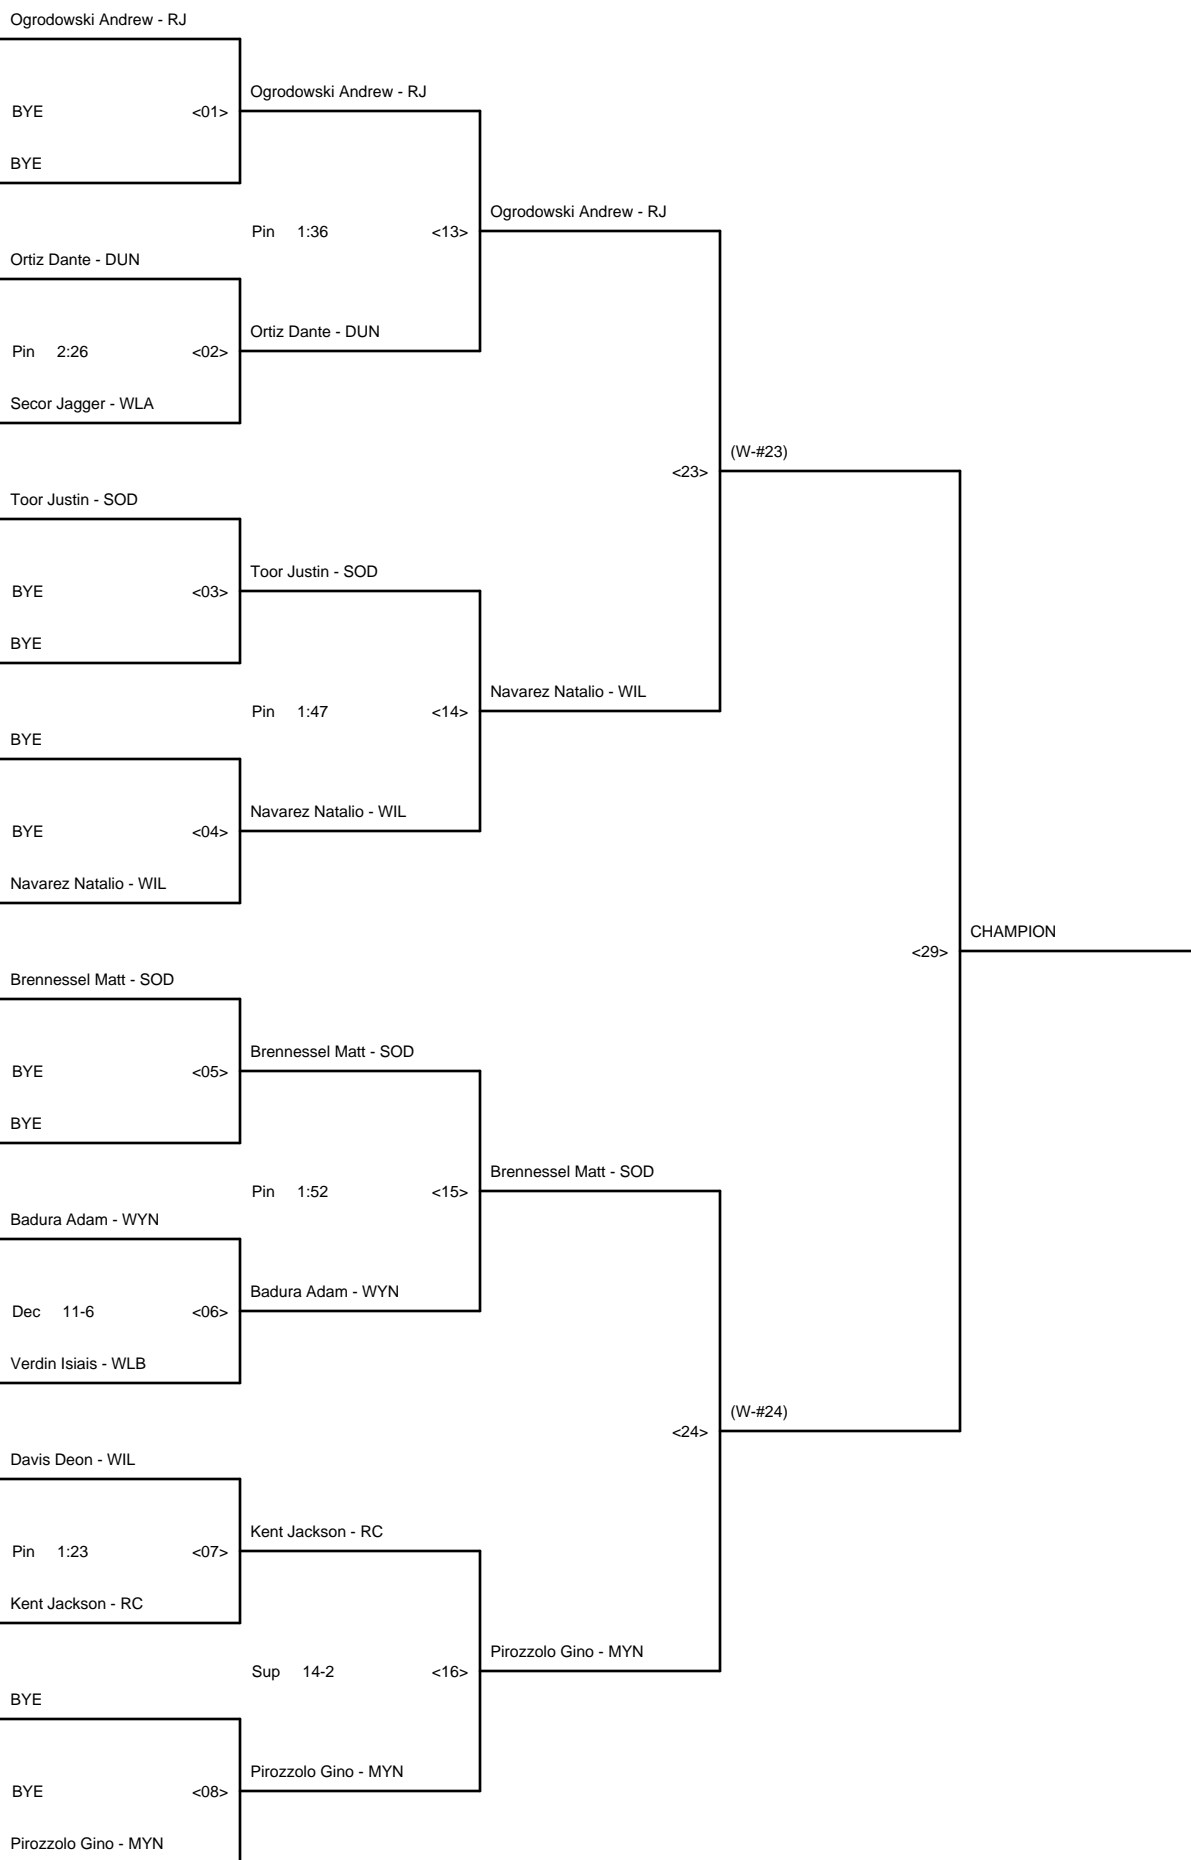 Ogrodowski Andrew - RJ
Ogrodowski Andrew - RJ
BYE <01>
BYE
Ogrodowski Andrew - RJ
Pin 1:36 <13>
Ortiz Dante - DUN
Ortiz Dante - DUN
Pin 2:26 <02>
Secor Jagger - WLA
(W-#23)
<23>
Toor Justin - SOD
Toor Justin - SOD
BYE <03>
BYE
Navarez Natalio - WIL
Pin 1:47 <14>
BYE
Navarez Natalio - WIL
BYE <04>
Navarez Natalio - WIL
CHAMPION
<29>
Brennessel Matt - SOD
Brennessel Matt - SOD
BYE <05>
BYE
Brennessel Matt - SOD
Pin 1:52 <15>
Badura Adam - WYN
Badura Adam - WYN
Dec 11-6 <06>
Verdin Isiais - WLB
(W-#24)
<24>
Davis Deon - WIL
Kent Jackson - RC
Pin 1:23 <07>
Kent Jackson - RC
Pirozzolo Gino - MYN
Sup 14-2 <16>
BYE
Pirozzolo Gino - MYN
BYE <08>
Pirozzolo Gino - MYN